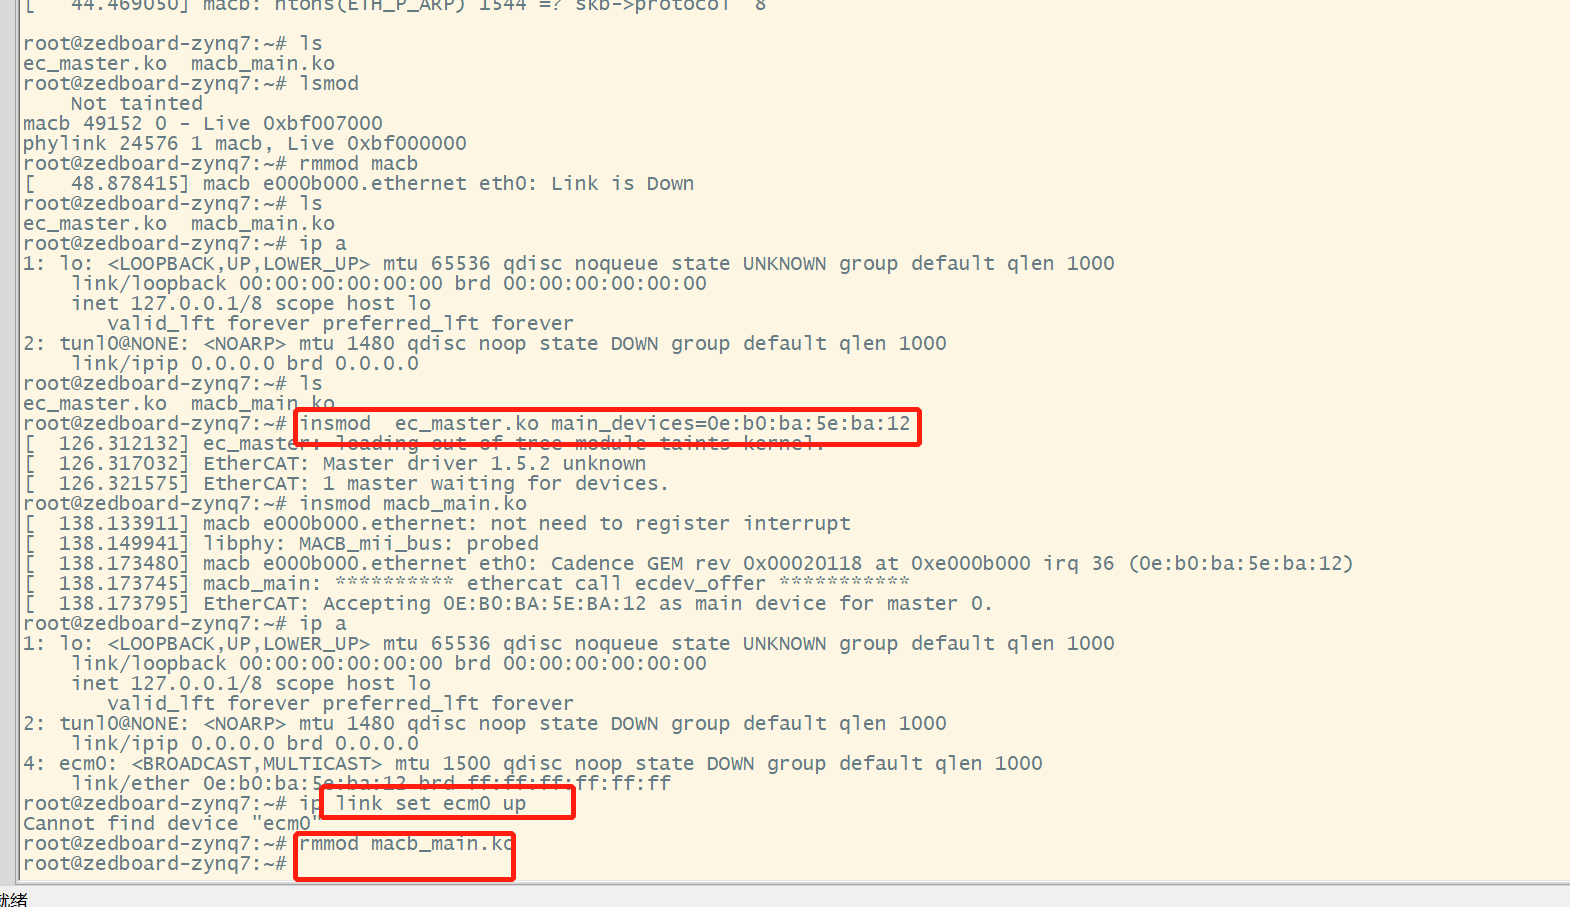 [   44.469050] macb: htons(ETH_P_ARP) 1544 =? skb->protocol  8
root@zedboard-zynq7:~# ls
ec_master.ko  macb_main.ko
root@zedboard-zynq7:~# lsmod
    Not tainted
macb 49152 0 - Live 0xbf007000
phylink 24576 1 macb, Live 0xbf000000
root@zedboard-zynq7:~# rmmod macb
[   48.878415] macb e000b000.ethernet eth0: Link is Down
root@zedboard-zynq7:~# ls
ec_master.ko  macb_main.ko
root@zedboard-zynq7:~# ip a
1: lo: <LOOPBACK,UP,LOWER_UP> mtu 65536 qdisc noqueue state UNKNOWN group default qlen 1000
    link/loopback 00:00:00:00:00:00 brd 00:00:00:00:00:00
    inet 127.0.0.1/8 scope host lo
       valid_lft forever preferred_lft forever
2: tunl0@NONE: <NOARP> mtu 1480 qdisc noop state DOWN group default qlen 1000
    link/ipip 0.0.0.0 brd 0.0.0.0
root@zedboard-zynq7:~# ls
ec_master.ko  macb_main.ko
root@zedboard-zynq7:~# insmod  ec_master.ko main_devices=0e:b0:ba:5e:ba:12
[  126.312132] ec_master: loading out-of-tree module taints kernel.
[  126.317032] EtherCAT: Master driver 1.5.2 unknown
[  126.321575] EtherCAT: 1 master waiting for devices.
root@zedboard-zynq7:~# insmod macb_main.ko
[  138.133911] macb e000b000.ethernet: not need to register interrupt
[  138.149941] libphy: MACB_mii_bus: probed
[  138.173480] macb e000b000.ethernet eth0: Cadence GEM rev 0x00020118 at 0xe000b000 irq 36 (0e:b0:ba:5e:ba:12)
[  138.173745] macb_main: ********** ethercat call ecdev_offer ***********
[  138.173795] EtherCAT: Accepting 0E:B0:BA:5E:BA:12 as main device for master 0.
root@zedboard-zynq7:~# ip a
1: lo: <LOOPBACK,UP,LOWER_UP> mtu 65536 qdisc noqueue state UNKNOWN group default qlen 1000
    link/loopback 00:00:00:00:00:00 brd 00:00:00:00:00:00
    inet 127.0.0.1/8 scope host lo
       valid_lft forever preferred_lft forever
2: tunl0@NONE: <NOARP> mtu 1480 qdisc noop state DOWN group default qlen 1000
    link/ipip 0.0.0.0 brd 0.0.0.0
4: ecm0: <BROADCAST,MULTICAST> mtu 1500 qdisc noop state DOWN group default qlen 1000
    link/ether 0e:b0:ba:5e:ba:12 brd ff:ff:ff:ff:ff:ff
root@zedboard-zynq7:~# ip link set ecm0 up
Cannot find device "ecm0"
root@zedboard-zynq7:~# rmmod macb_main.ko
root@zedboard-zynq7:~#
就绪